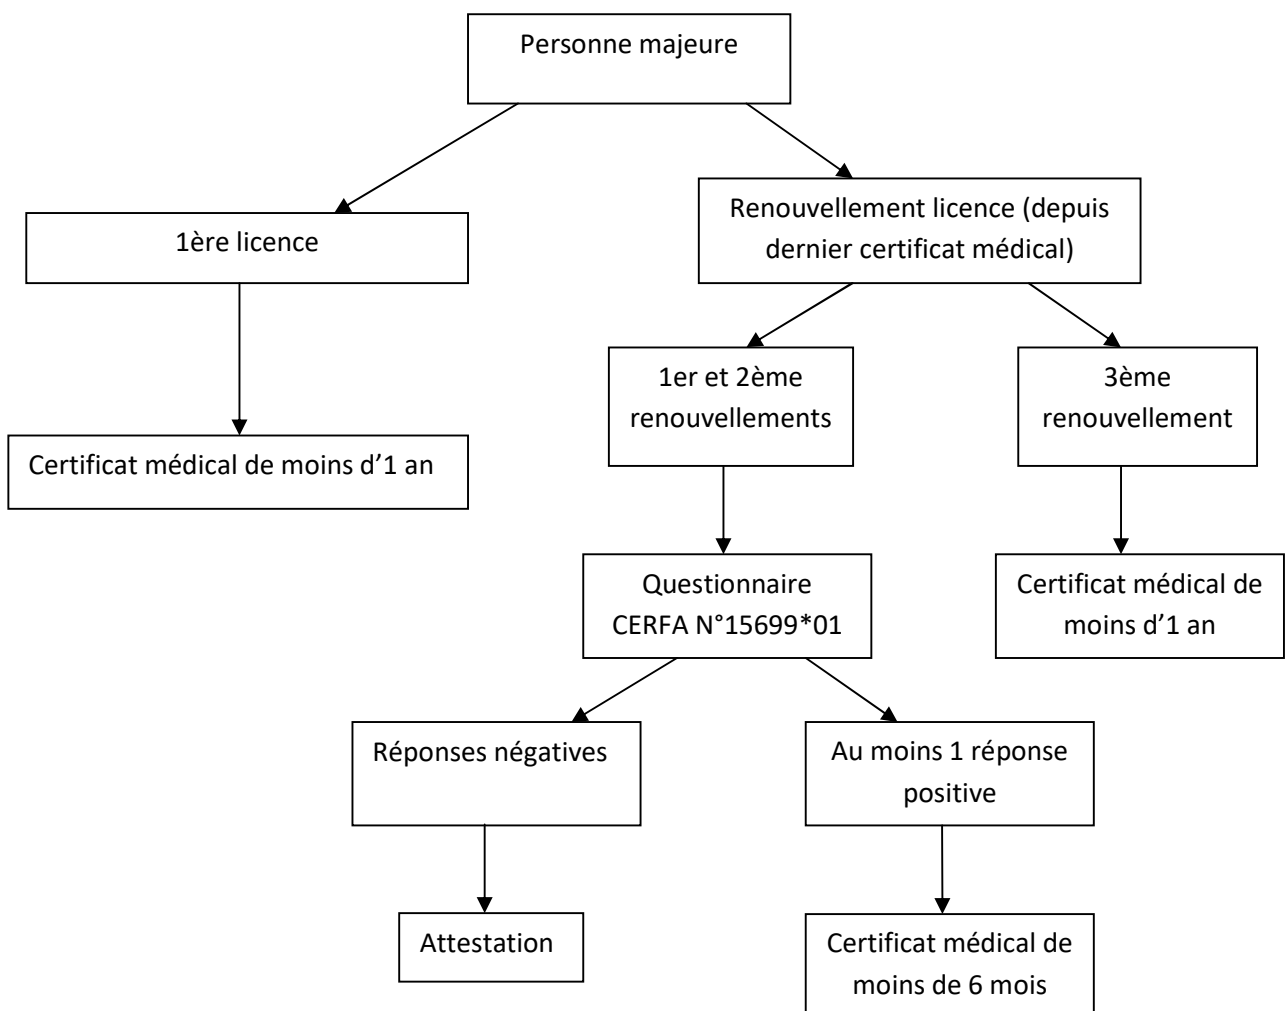 Personne majeure
1ère licence
Renouvellement licence (depuis
dernier certificat médical)
Certificat médical de moins d’1 an
1er et 2ème
renouvellements
3ème
renouvellement
Questionnaire
CERFA N°15699*01
Certificat médical de
moins d’1 an
Réponses négatives
Au moins 1 réponse
positive
Attestation
Certificat médical de
moins de 6 mois